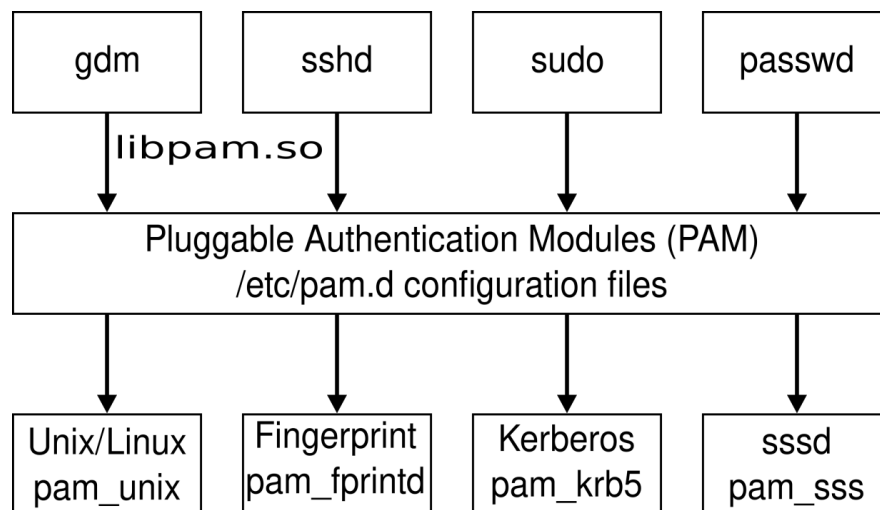 gdm
sshd
sudo
passwd
libpam.so
Pluggable Authentication Modules (PAM)
/etc/pam.d configuration files
Unix/Linux
pam_unix
Fingerprint
pam_fprintd
Kerberos
pam_krb5
sssd
pam_sss